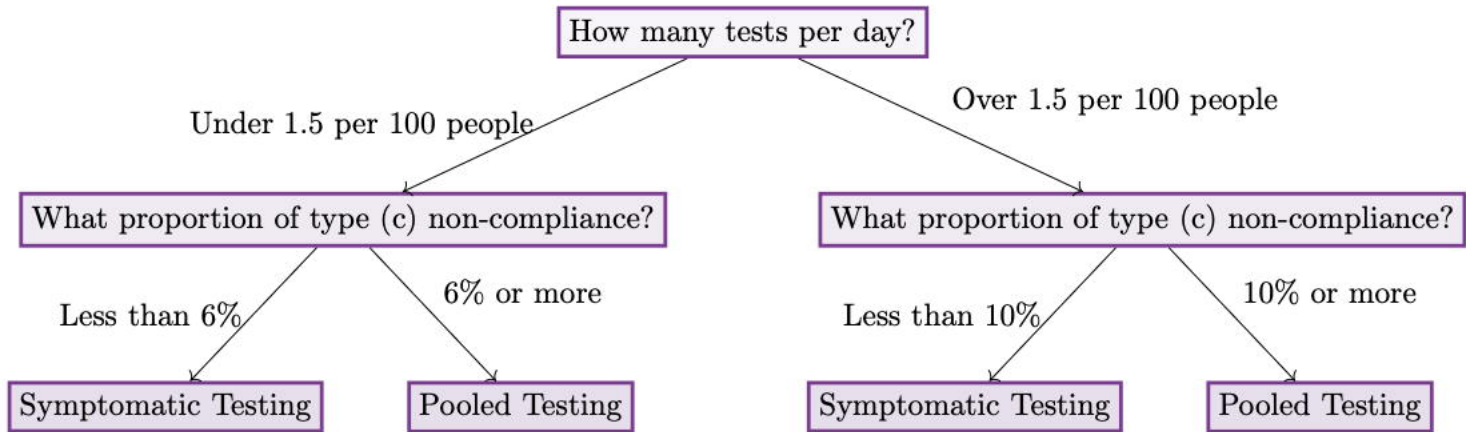 How many tests per day?
Under 1.5 per 100 people
Over 1.5 per 100 people
What proportion of type (c) non-compliance?
What proportion of type (c) non-compliance?
Less than 6%
6% or more
Less than 10%
10% or more
Symptomatic Testing
Pooled Testing
Symptomatic Testing
Pooled Testing